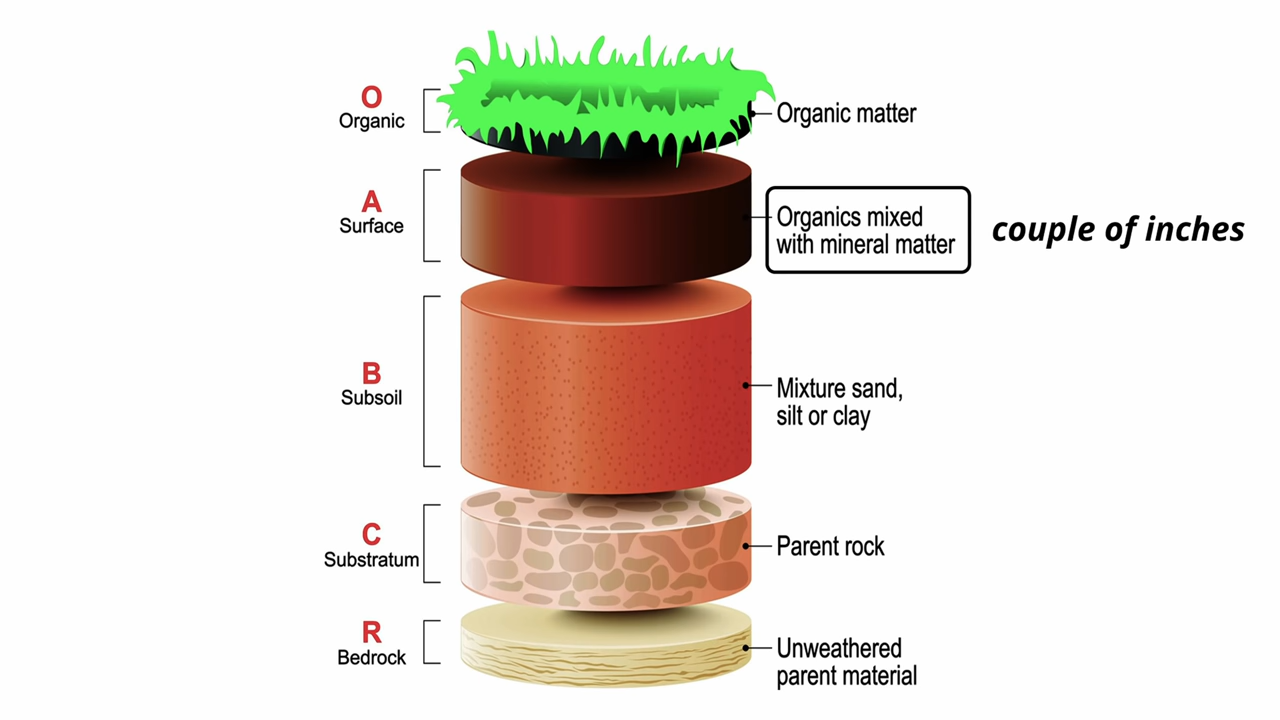 O
Organic
Organic matter
A
Surface
Organics mixed
with mineral matter
couple of inches
B
Subsoil
Mixture sand,
silt or clay
C
Substratum
Parent rock
R
Bedrock
Unweathered
parent material